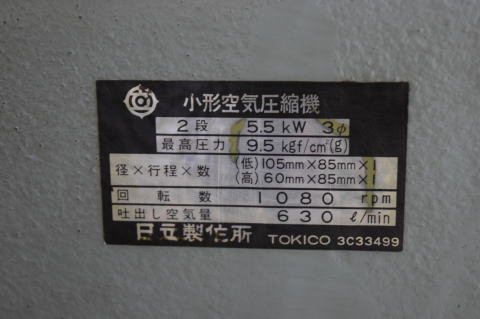 小形空気圧縮機
2段 5.5 kW 3φ
最高圧力 9.5 kgf/cm²(g)
径×行程×数 (低) 105mm×85mm×1
(高) 60mm×85mm×1
回転数 1080 rpm
吐出し空気量 630 ℓ/min
日立製作所 TOKICO 3C33499